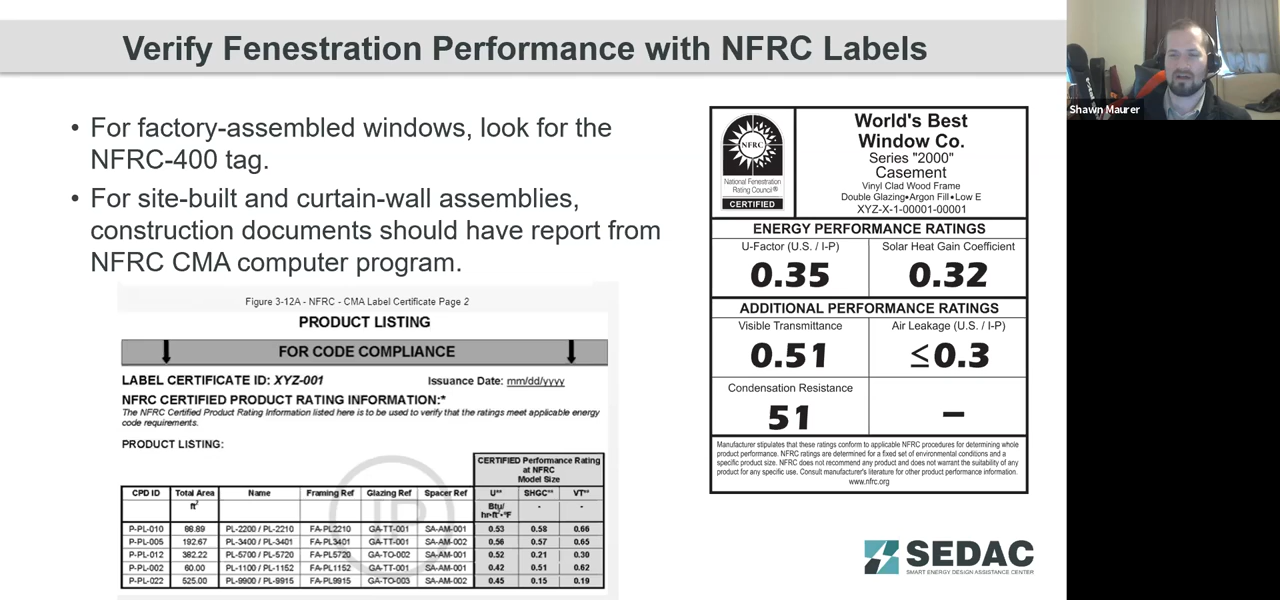 Verify Fenestration Performance with NFRC Labels
Shawn Maurer
• For factory-assembled windows, look for the
NFRC-400 tag.
• For site-built and curtain-wall assemblies,
construction documents should have report from
NFRC CMA computer program.
Figure 3-12A - NFRC - CMA Label Certificate Page 2
PRODUCT LISTING
FOR CODE COMPLIANCE
LABEL CERTIFICATE ID: XYZ-001 Issuance Date: mm/dd/yyyy
NFRC CERTIFIED PRODUCT RATING INFORMATION:*
The NFRC Certified Product Rating Information listed here is to be used to verify that the ratings meet applicable energy
code requirements.
PRODUCT LISTING:
CERTIFIED Performance Rating
at NFRC
Model Size
CPD ID Total Area Name Framing Ref Glazing Ref Spacer Ref U** SHGC** VT**
ft² Btu/ - -
hr•ft²•°F
P-PL-010 88.89 PL-2200 / PL-2210 FA-PL2210 GA-TT-001 SA-AM-001 0.53 0.58 0.66
P-PL-005 192.67 PL-3400 / PL-3401 FA-PL3401 GA-TT-001 SA-AM-002 0.56 0.57 0.65
P-PL-012 382.22 PL-5700 / PL-5720 FA-PL5720 GA-TO-002 SA-AM-001 0.52 0.21 0.30
P-PL-002 60.00 PL-1100 / PL-1152 FA-PL1152 GA-TT-001 SA-AM-001 0.42 0.51 0.62
P-PL-022 525.00 PL-9900 / PL-9915 FA-PL9915 GA-TO-003 SA-AM-002 0.45 0.15 0.19
NFRC
National Fenestration
Rating Council®
CERTIFIED
World's Best
Window Co.
Series "2000"
Casement
Vinyl Clad Wood Frame
Double Glazing•Argon Fill•Low E
XYZ-X-1-00001-00001
ENERGY PERFORMANCE RATINGS
U-Factor (U.S. / I-P) Solar Heat Gain Coefficient
0.35 0.32
ADDITIONAL PERFORMANCE RATINGS
Visible Transmittance Air Leakage (U.S. / I-P)
0.51 ≤0.3
Condensation Resistance
51 –
Manufacturer stipulates that these ratings conform to applicable NFRC procedures for determining whole
product performance. NFRC ratings are determined for a fixed set of environmental conditions and a
specific product size. NFRC does not recommend any product and does not warrant the suitability of any
product for any specific use. Consult manufacturer's literature for other product performance information.
www.nfrc.org
SEDAC
SMART ENERGY DESIGN ASSISTANCE CENTER